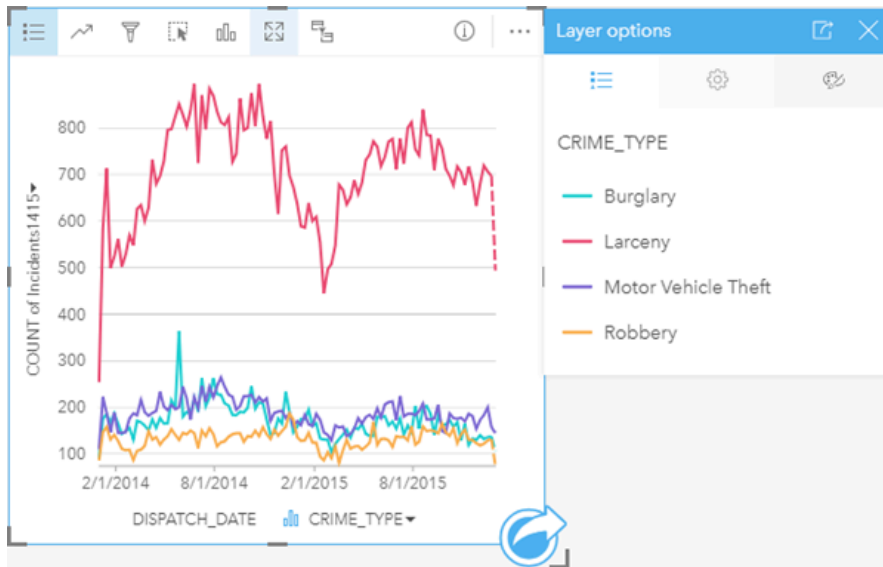 Layer options
CRIME_TYPE
Burglary
Larceny
Motor Vehicle Theft
Robbery
COUNT of Incidents1415
800
700
600
500
400
300
200
100
2/1/2014 8/1/2014 2/1/2015 8/1/2015
DISPATCH_DATE CRIME_TYPE